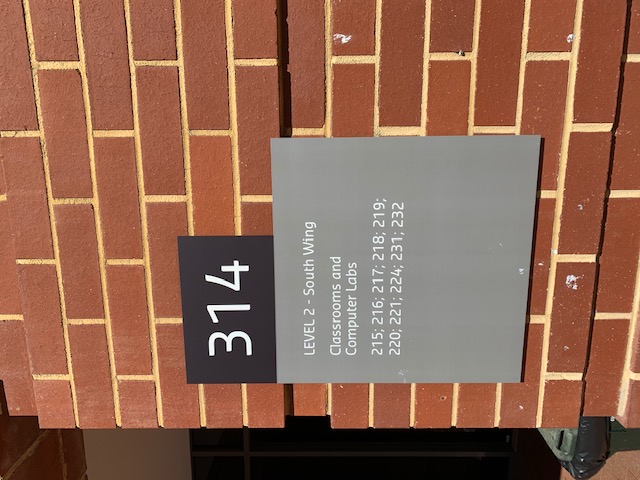 314
LEVEL 2 - South Wing
Classrooms and
Computer Labs
215; 216; 217; 218; 219;
220; 221; 224; 231; 232